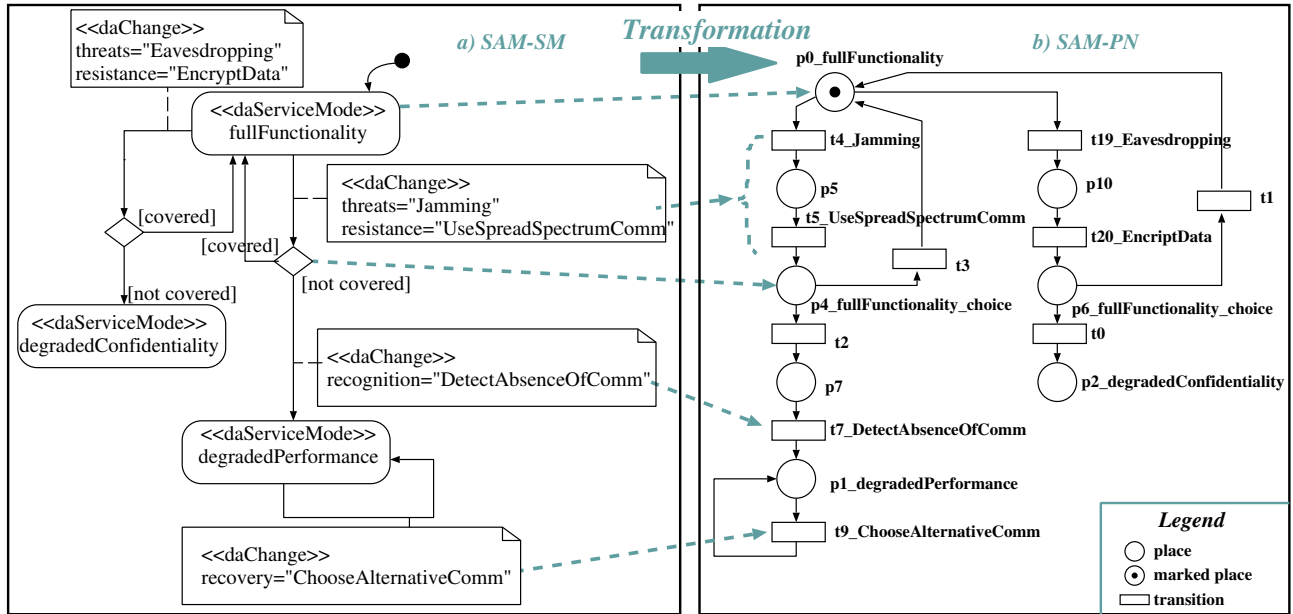 <<daChange>>
threats="Eavesdropping"
resistance="EncryptData"
a) SAM-SM
<<daServiceMode>>
fullFunctionality
<<daChange>>
threats="Jamming"
resistance="UseSpreadSpectrumComm"
[covered]
[covered]
[not covered]
[not covered]
<<daServiceMode>>
degradedConfidentiality
<<daChange>>
recognition="DetectAbsenceOfComm"
<<daServiceMode>>
degradedPerformance
<<daChange>>
recovery="ChooseAlternativeComm"
Transformation
b) SAM-PN
p0_fullFunctionality
t4_Jamming
p5
t5_UseSpreadSpectrumComm
t3
p4_fullFunctionality_choice
t2
p7
t7_DetectAbsenceOfComm
p1_degradedPerformance
t9_ChooseAlternativeComm
t19_Eavesdropping
p10
t1
t20_EncriptData
p6_fullFunctionality_choice
t0
p2_degradedConfidentiality
Legend
place
marked place
transition